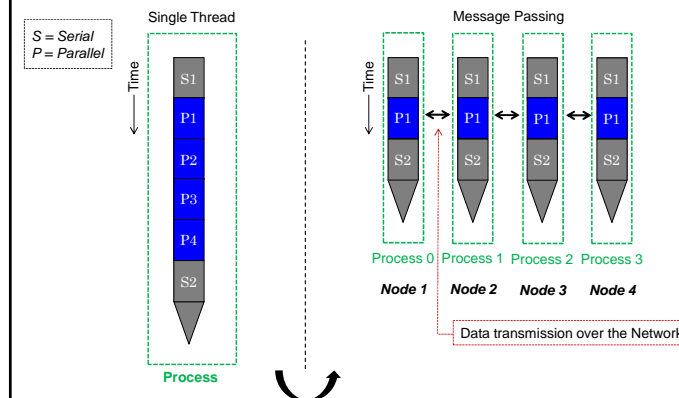 Single Thread
S = Serial
P = Parallel
Time
S1
P1
P2
P3
P4
S2
Process
Message Passing
Time
S1 S1 S1 S1
P1 P1 P1 P1
S2 S2 S2 S2
Process 0 Process 1 Process 2 Process 3
Node 1 Node 2 Node 3 Node 4
Data transmission over the Network